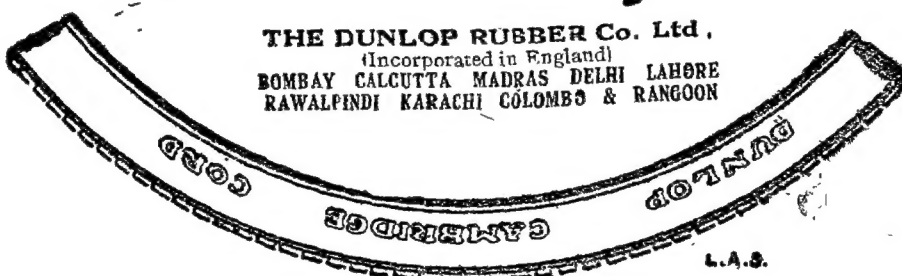 THE DUNLOP RUBBER Co. Ltd.
(Incorporated in England)
BOMBAY CALCUTTA MADRAS DELHI LAHORE
RAWALPINDI KARACHI COLOMBO & RANGOON
DUNLOP CAMBRIDGE CORD
L.A.S.